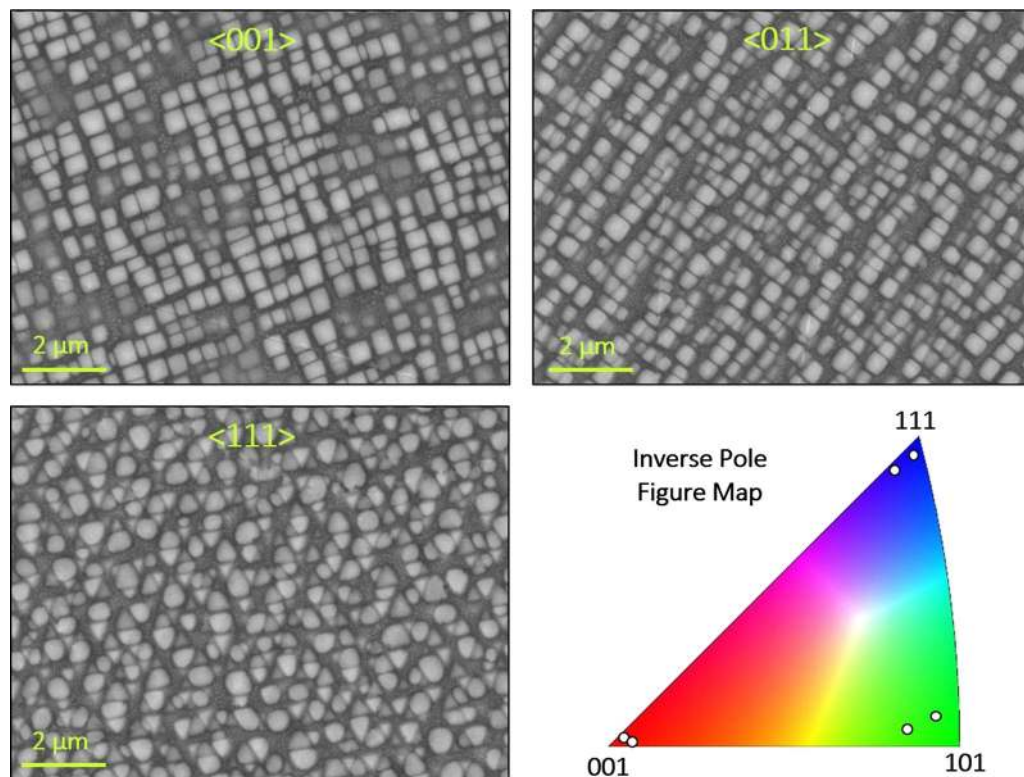 <001>
<011>
2 μm
2 μm
<111>
2 μm
Inverse Pole
Figure Map
111
001
101